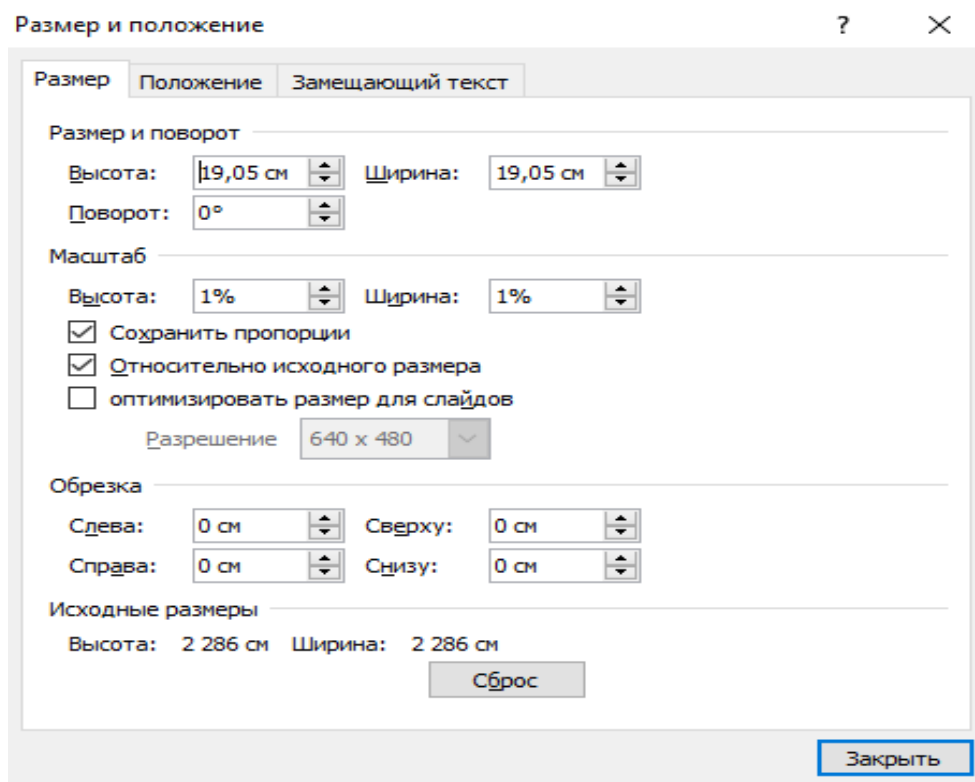 Размер и положение ? ×
Размер Положение Замещающий текст
Размер и поворот
Высота: 19,05 см Ширина: 19,05 см
Поворот: 0°
Масштаб
Высота: 1% Ширина: 1%
Сохранить пропорции
Относительно исходного размера
оптимизировать размер для слайдов
Разрешение 640 x 480
Обрезка
Слева: 0 см Сверху: 0 см
Справа: 0 см Снизу: 0 см
Исходные размеры
Высота: 2 286 см Ширина: 2 286 см
Сброс
Закрыть